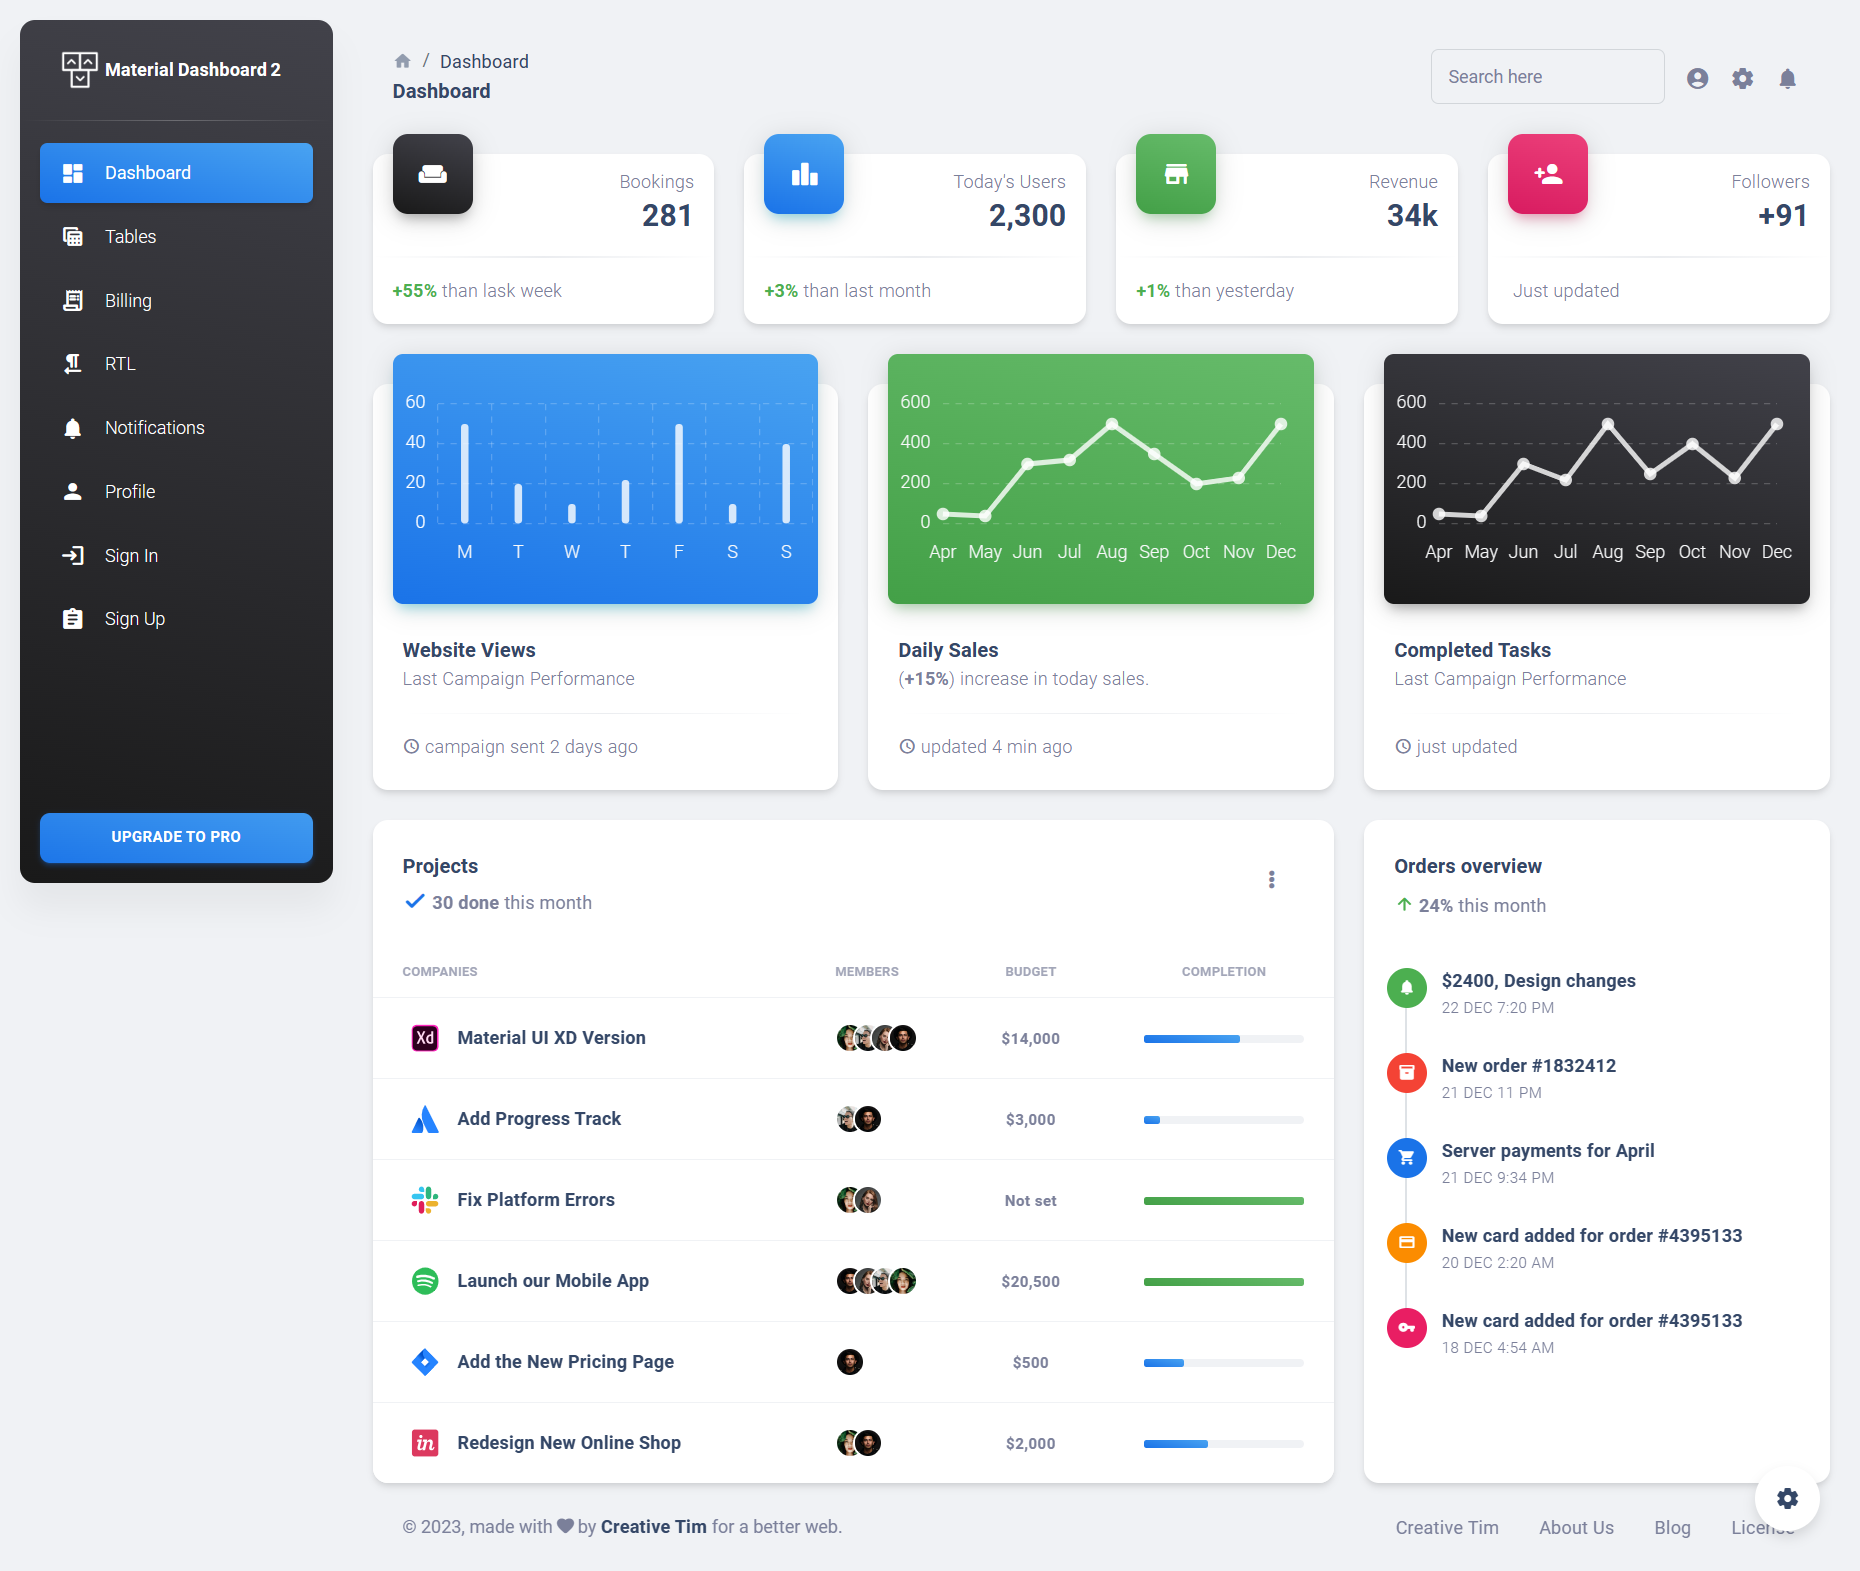 Material Dashboard 2
Dashboard
Tables
Billing
RTL
Notifications
Profile
Sign In
Sign Up
UPGRADE TO PRO
/ Dashboard
Dashboard
Search here
Bookings
281
+55% than lask week
Today's Users
2,300
+3% than last month
Revenue
34k
+1% than yesterday
Followers
+91
Just updated
60
40
20
0
M T W T F S S
Website Views
Last Campaign Performance
campaign sent 2 days ago
600
400
200
0
Apr May Jun Jul Aug Sep Oct Nov Dec
Daily Sales
(+15%) increase in today sales.
updated 4 min ago
600
400
200
0
Apr May Jun Jul Aug Sep Oct Nov Dec
Completed Tasks
Last Campaign Performance
just updated
Projects
30 done this month
COMPANIES MEMBERS BUDGET COMPLETION
Xd Material UI XD Version $14,000
Add Progress Track $3,000
Fix Platform Errors Not set
Launch our Mobile App $20,500
Add the New Pricing Page $500
in Redesign New Online Shop $2,000
Orders overview
24% this month
$2400, Design changes
22 DEC 7:20 PM
New order #1832412
21 DEC 11 PM
Server payments for April
21 DEC 9:34 PM
New card added for order #4395133
20 DEC 2:20 AM
New card added for order #4395133
18 DEC 4:54 AM
© 2023, made with by Creative Tim for a better web.
Creative Tim About Us Blog License